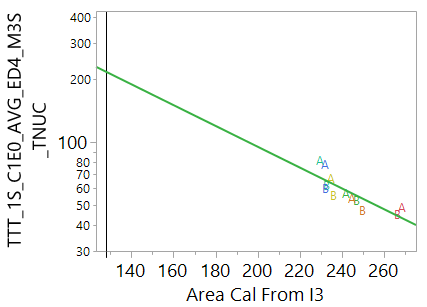 TTT_1S_C1E0_AVG_ED4_M3S
_TNUC
400
300
200
100
80
70
60
50
40
30
A
A
A
A
B
B
B
A
A
B
B
A
B
140
160
180
200
220
240
260
Area Cal From I3